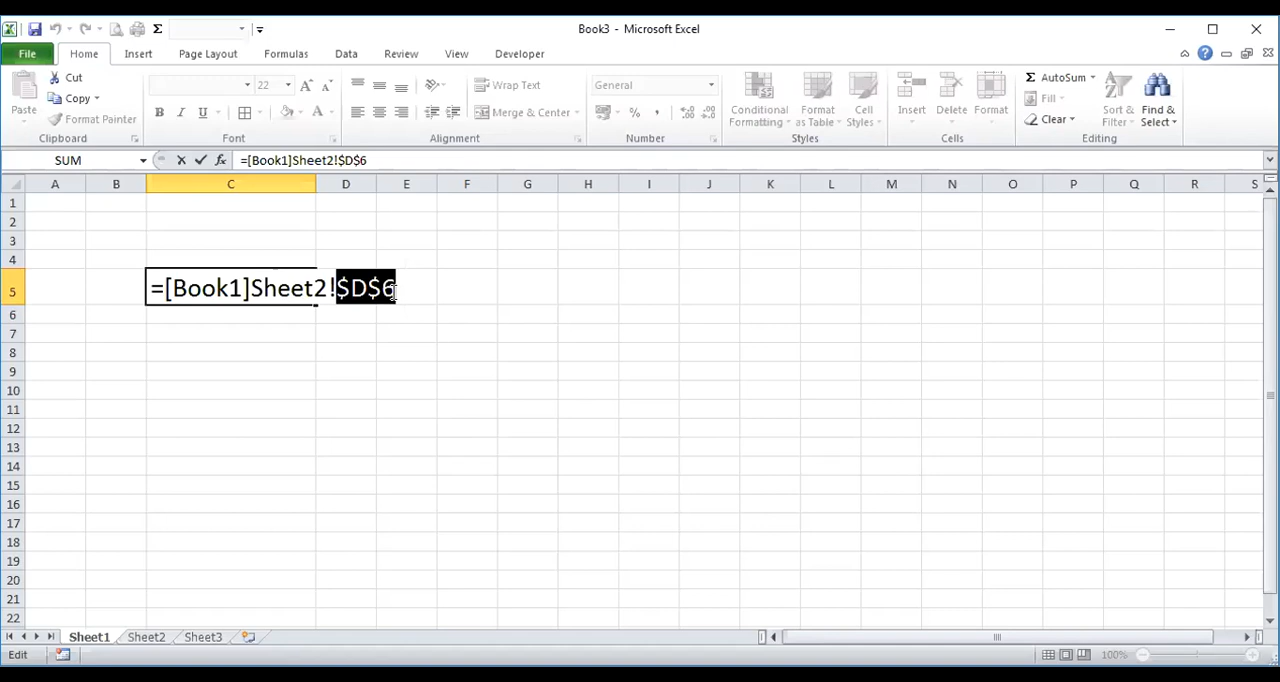 Book3 - Microsoft Excel
File Home Insert Page Layout Formulas Data Review View Developer
Cut
Copy
Format Painter
Paste
Clipboard
22
B I U
Font
Wrap Text
Merge & Center
Alignment
General
Number
Conditional Formatting
Format as Table
Cell Styles
Styles
Insert Delete Format
Cells
AutoSum
Fill
Clear
Sort & Filter
Find & Select
Editing
SUM =[Book1]Sheet2!$D$6
A B C D E F G H I J K L M N O P Q R S
1
2
3
4
5 =[Book1]Sheet2!$D$6
6
7
8
9
10
11
12
13
14
15
16
17
18
19
20
21
22
Sheet1 Sheet2 Sheet3
Edit 100%